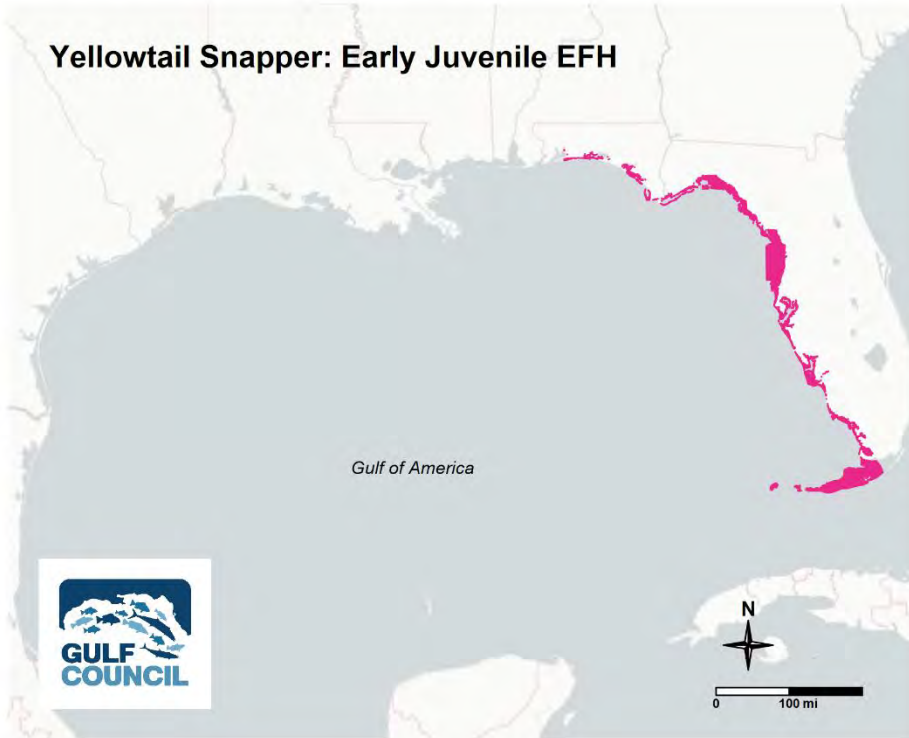 Yellowtail Snapper: Early Juvenile EFH
Gulf of America
GULF
COUNCIL
N
0 100 mi